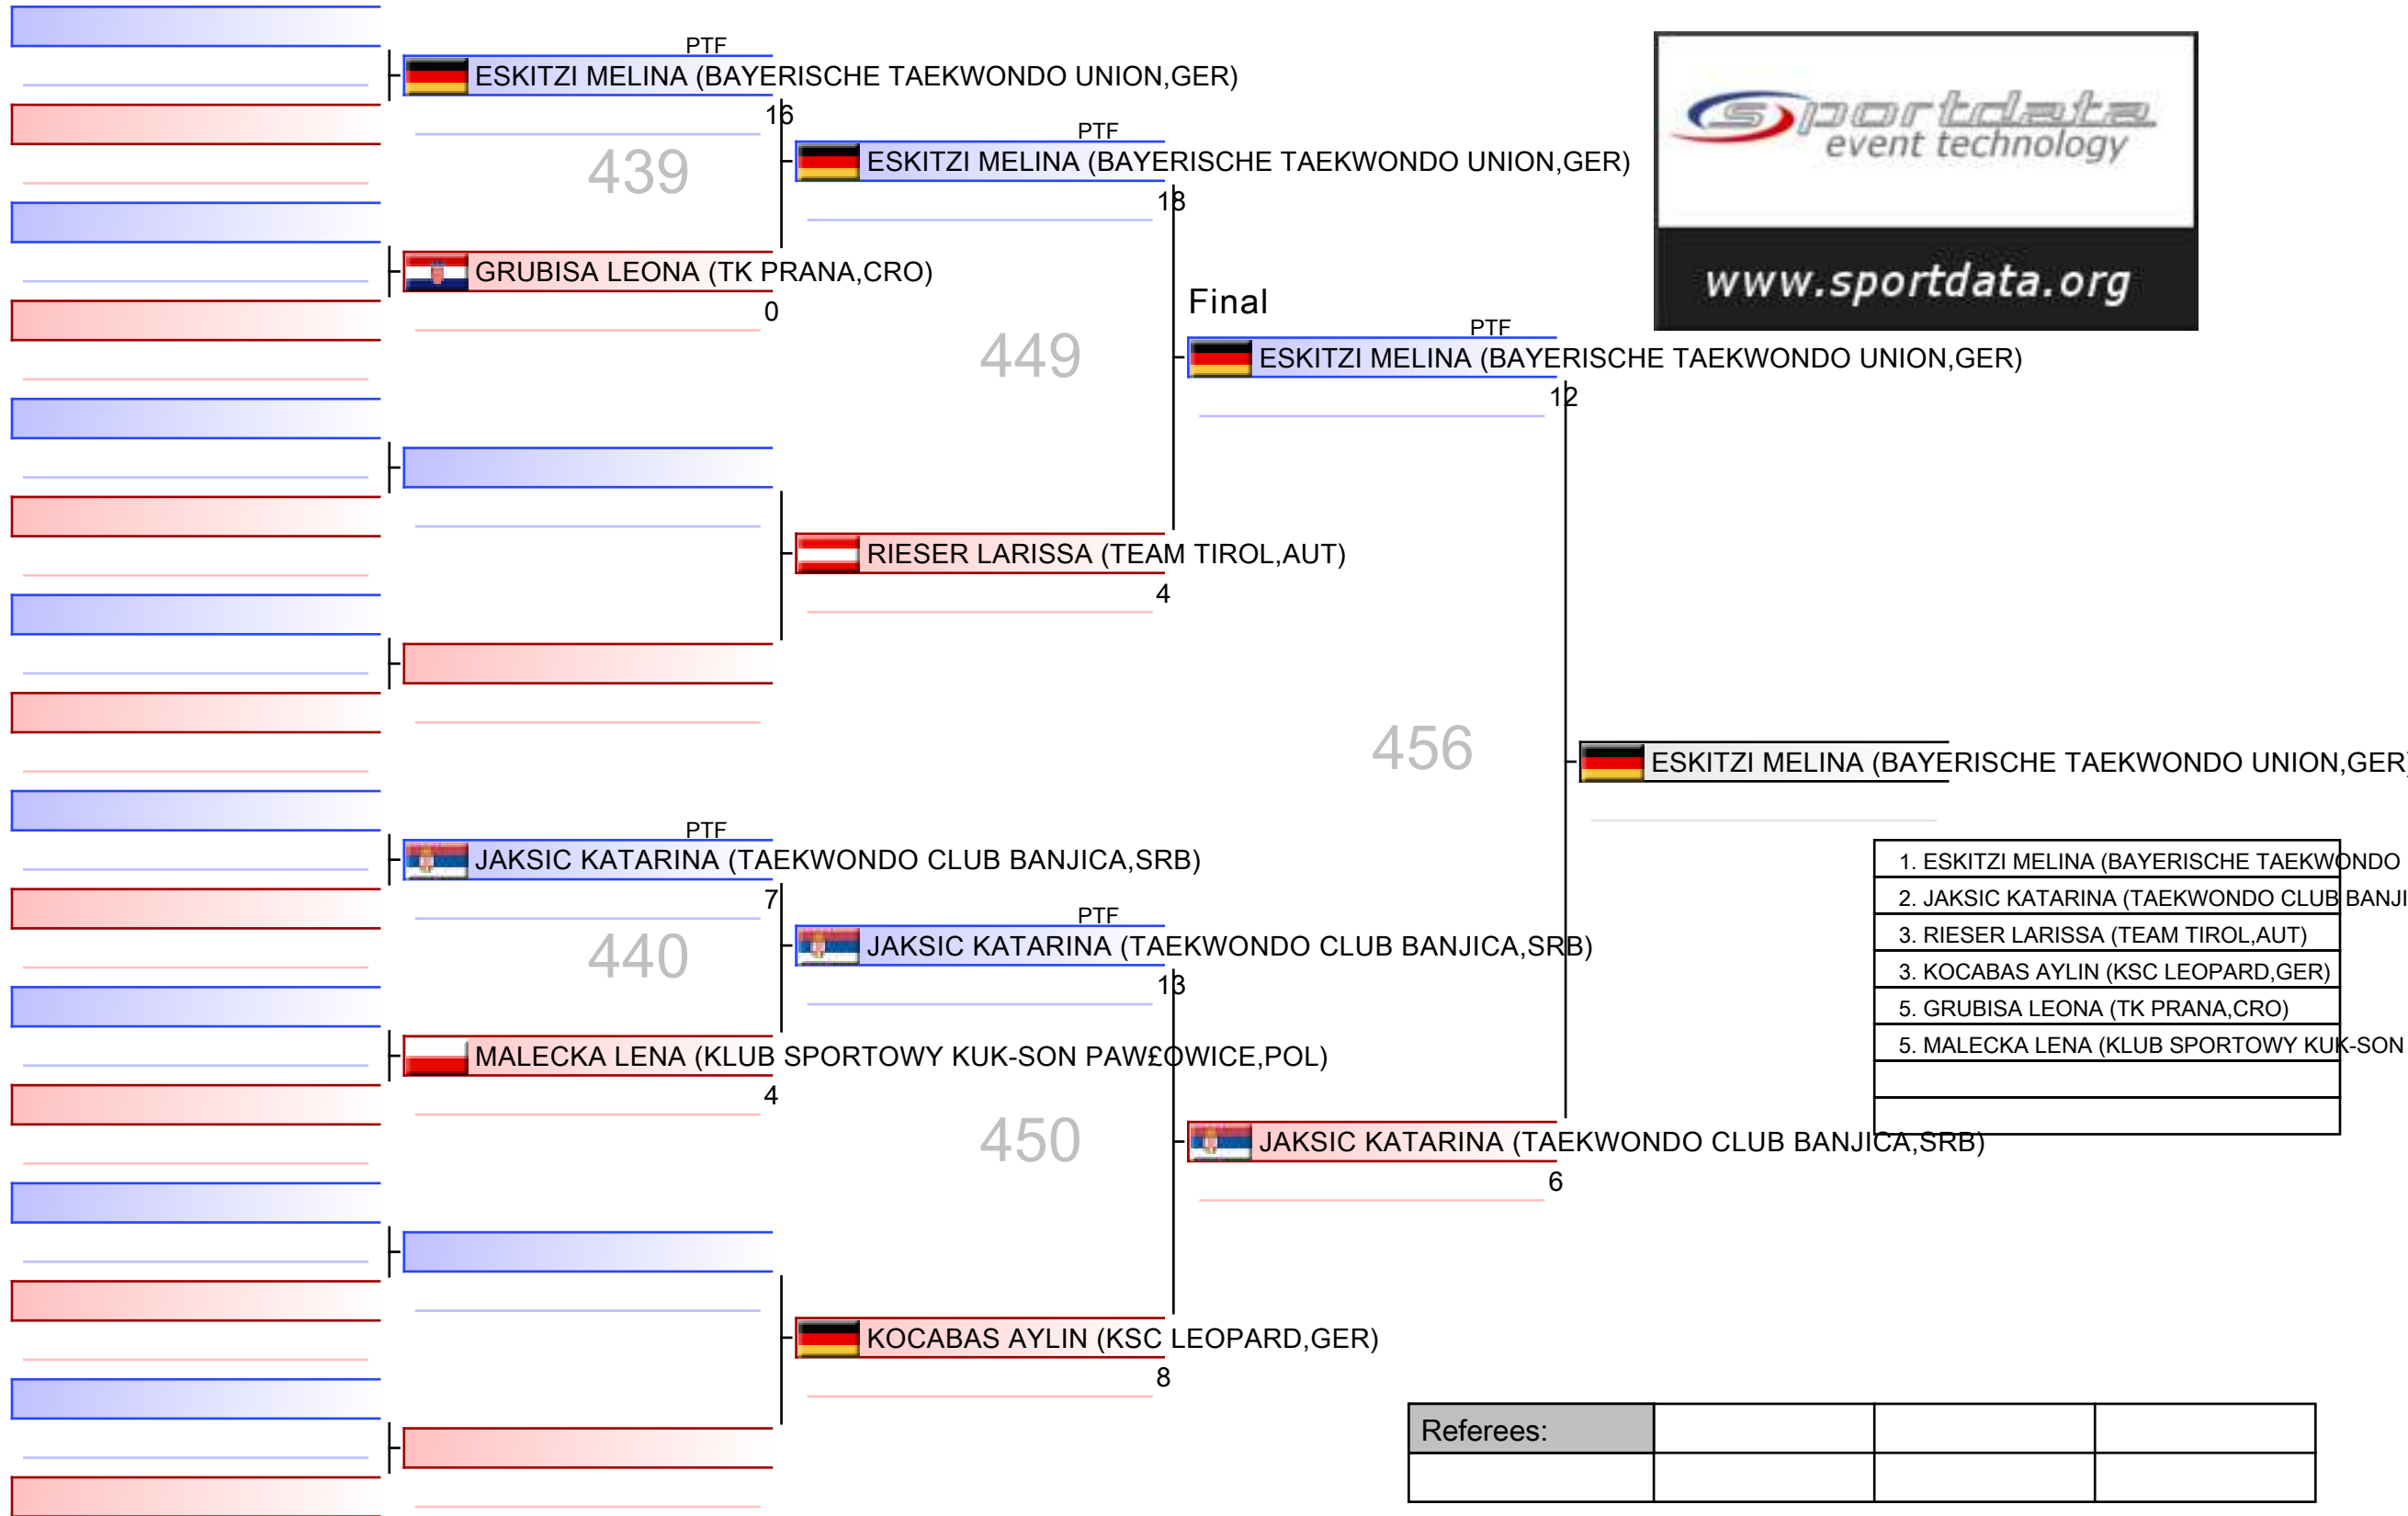 PTF
ESKITZI MELINA (BAYERISCHE TAEKWONDO UNION,GER)
16
439
GRUBISA LEONA (TK PRANA,CRO)
0
PTF
ESKITZI MELINA (BAYERISCHE TAEKWONDO UNION,GER)
18
449
RIESER LARISSA (TEAM TIROL,AUT)
4
Final
PTF
ESKITZI MELINA (BAYERISCHE TAEKWONDO UNION,GER)
12
456
ESKITZI MELINA (BAYERISCHE TAEKWONDO UNION,GER)
PTF
JAKSIC KATARINA (TAEKWONDO CLUB BANJICA,SRB)
7
440
MALECKA LENA (KLUB SPORTOWY KUK-SON PAW£OWICE,POL)
4
PTF
JAKSIC KATARINA (TAEKWONDO CLUB BANJICA,SRB)
13
450
KOCABAS AYLIN (KSC LEOPARD,GER)
8
JAKSIC KATARINA (TAEKWONDO CLUB BANJICA,SRB)
6
sportdata
event technology
www.sportdata.org
1. ESKITZI MELINA (BAYERISCHE TAEKWONDO
2. JAKSIC KATARINA (TAEKWONDO CLUB BANJI
3. RIESER LARISSA (TEAM TIROL,AUT)
3. KOCABAS AYLIN (KSC LEOPARD,GER)
5. GRUBISA LEONA (TK PRANA,CRO)
5. MALECKA LENA (KLUB SPORTOWY KUK-SON
Referees: